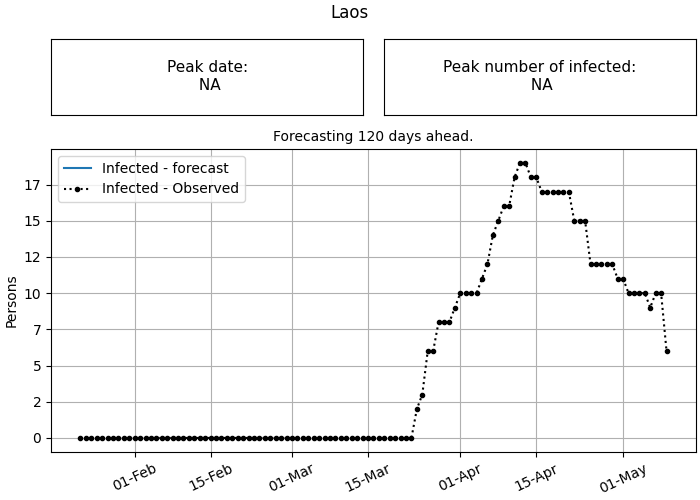 Laos
Peak date:
NA
Peak number of infected:
NA
Forecasting 120 days ahead.
Infected - forecast
Infected - Observed
Persons
17
15
12
10
7
5
2
0
01-Feb
15-Feb
01-Mar
15-Mar
01-Apr
15-Apr
01-May